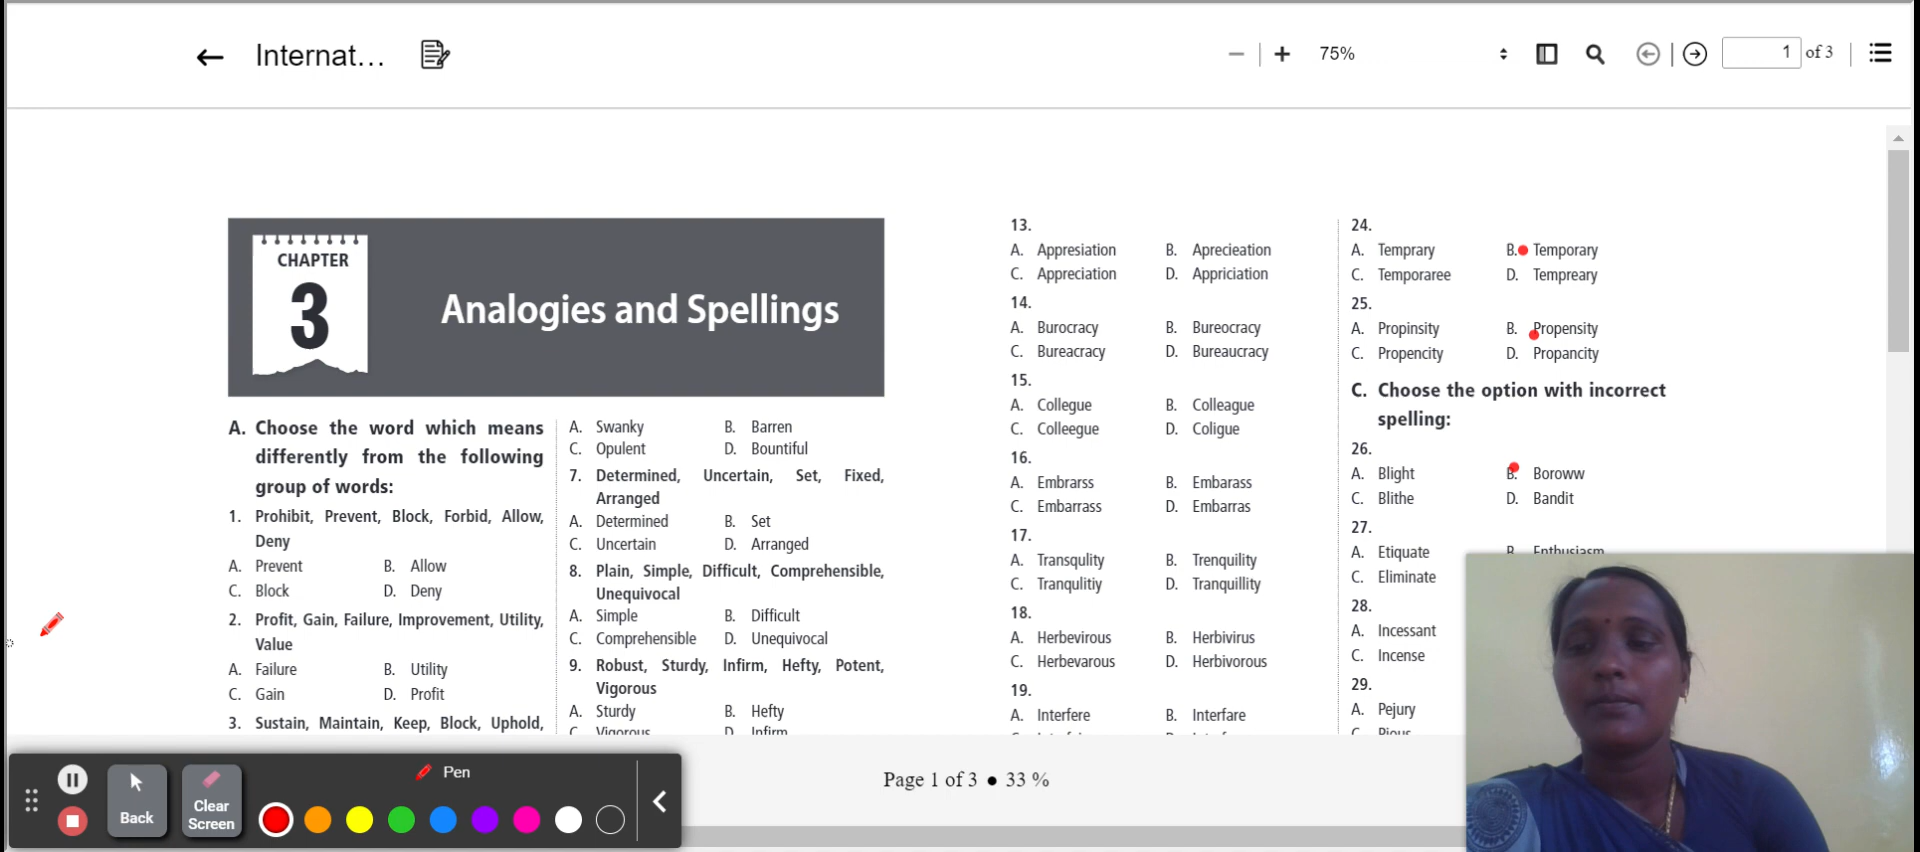 Internat...
75%
1 of 3
CHAPTER
3
Analogies and Spellings
A. Choose the word which means
differently from the following
group of words:
1. Prohibit, Prevent, Block, Forbid, Allow,
Deny
A. Prevent B. Allow
C. Block D. Deny
2. Profit, Gain, Failure, Improvement, Utility,
Value
A. Failure B. Utility
C. Gain D. Profit
3. Sustain, Maintain, Keep, Block, Uphold,
A. Swanky B. Barren
C. Opulent D. Bountiful
7. Determined, Uncertain, Set, Fixed,
Arranged
A. Determined B. Set
C. Uncertain D. Arranged
8. Plain, Simple, Difficult, Comprehensible,
Unequivocal
A. Simple B. Difficult
C. Comprehensible D. Unequivocal
9. Robust, Sturdy, Infirm, Hefty, Potent,
Vigorous
A. Sturdy B. Hefty
C. Vigorous D. Infirm
13.
A. Appresiation B. Aprecieation
C. Appreciation D. Appriciation
14.
A. Burocracy B. Bureocracy
C. Bureacracy D. Bureaucracy
15.
A. Collegue B. Colleague
C. Colleegue D. Coligue
16.
A. Embrarss B. Embarass
C. Embarrass D. Embarras
17.
A. Transqulity B. Trenquility
C. Tranqulitiy D. Tranquillity
18.
A. Herbevirous B. Herbivirus
C. Herbevarous D. Herbivorous
19.
A. Interfere B. Interfare
24.
A. Temprary B. Temporary
C. Temporaree D. Tempreary
25.
A. Propinsity B. Propensity
C. Propencity D. Propancity
C. Choose the option with incorrect
spelling:
26.
A. Blight B. Boroww
C. Blithe D. Bandit
27.
A. Etiquate B. Enthusiasm
C. Eliminate
28.
A. Incessant
C. Incense
29.
A. Pejury
C. Pious
Page 1 of 3 ● 33 %
Pen
Back
Clear
Screen